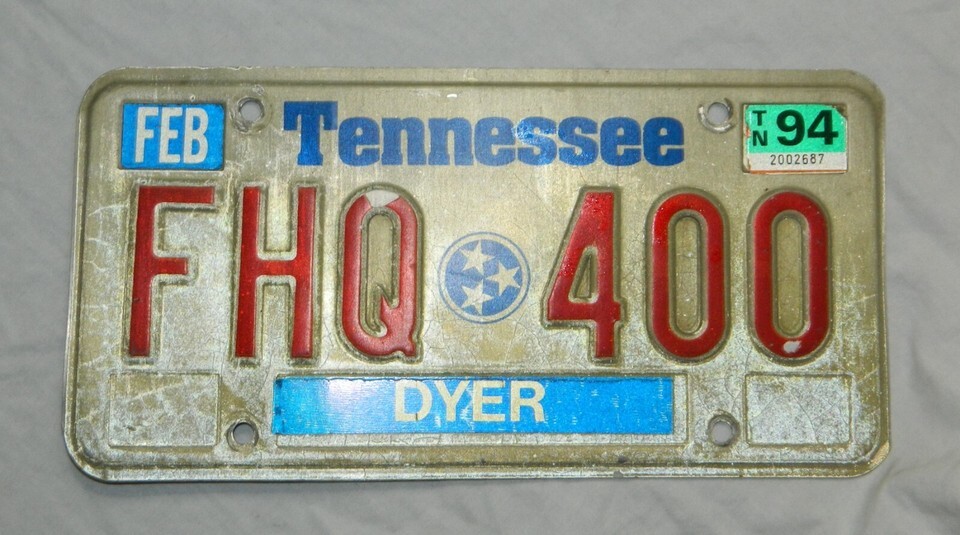 FEB Tennessee TN 94
2002687
FHQ 400
DYER